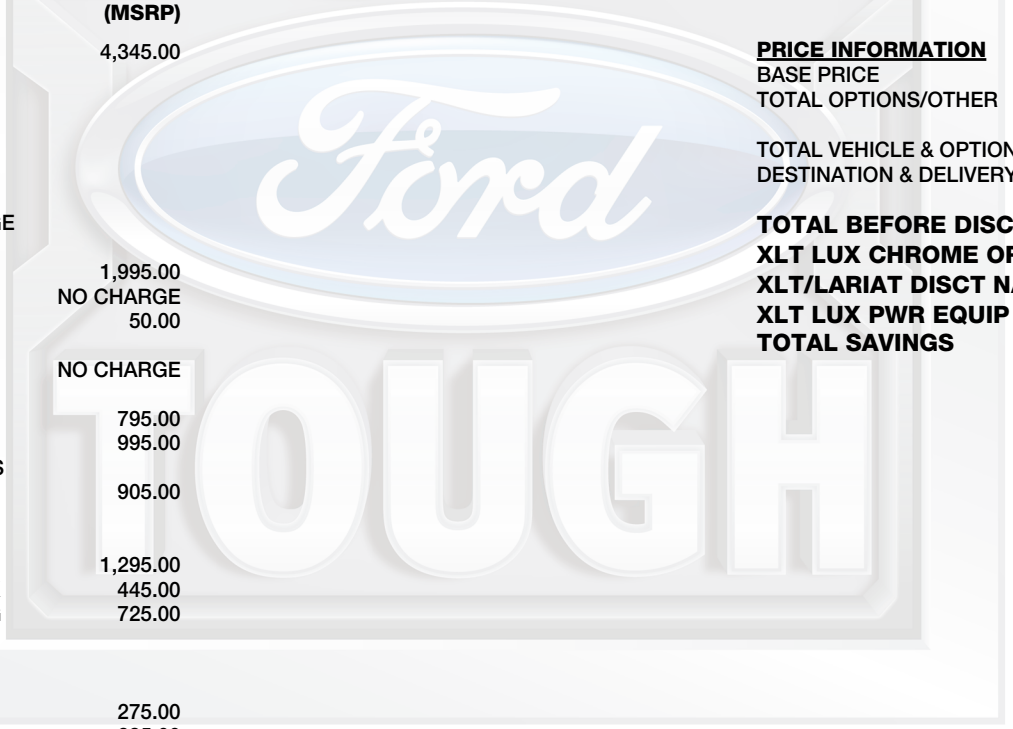 (MSRP)
4,345.00
GE
1,995.00
NO CHARGE
50.00
NO CHARGE
795.00
995.00
S
905.00
1,295.00
445.00
725.00
275.00
Ford
TOUGH
PRICE INFORMATION
BASE PRICE
TOTAL OPTIONS/OTHER
TOTAL VEHICLE & OPTION
DESTINATION & DELIVERY
TOTAL BEFORE DISC
XLT LUX CHROME
XLT/LARIAT DISCT
XLT LUX PWR EQUIP
TOTAL SAVINGS